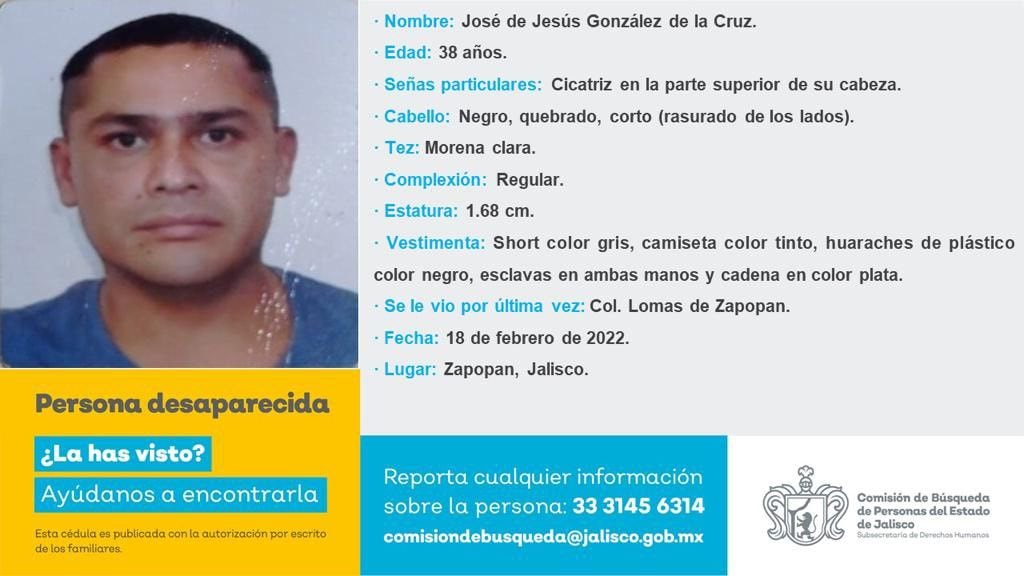 · Nombre: José de Jesús González de la Cruz.
· Edad: 38 años.
· Señas particulares: Cicatriz en la parte superior de su cabeza.
· Cabello: Negro, quebrado, corto (rasurado de los lados).
· Tez: Morena clara.
· Complexión: Regular.
· Estatura: 1.68 cm.
· Vestimenta: Short color gris, camiseta color tinto, huaraches de plástico
color negro, esclavas en ambas manos y cadena en color plata.
· Se le vio por última vez: Col. Lomas de Zapopan.
· Fecha: 18 de febrero de 2022.
· Lugar: Zapopan, Jalisco.
Persona desaparecida
¿La has visto?
Ayúdanos a encontrarla
Esta cédula es publicada con la autorización por escrito
de los familiares.
Reporta cualquier información
sobre la persona: 33 3145 6314
comisiondebusqueda@jalisco.gob.mx
Comisión de Búsqueda
de Personas del Estado
de Jalisco
Subsecretaría de Derechos Humanos